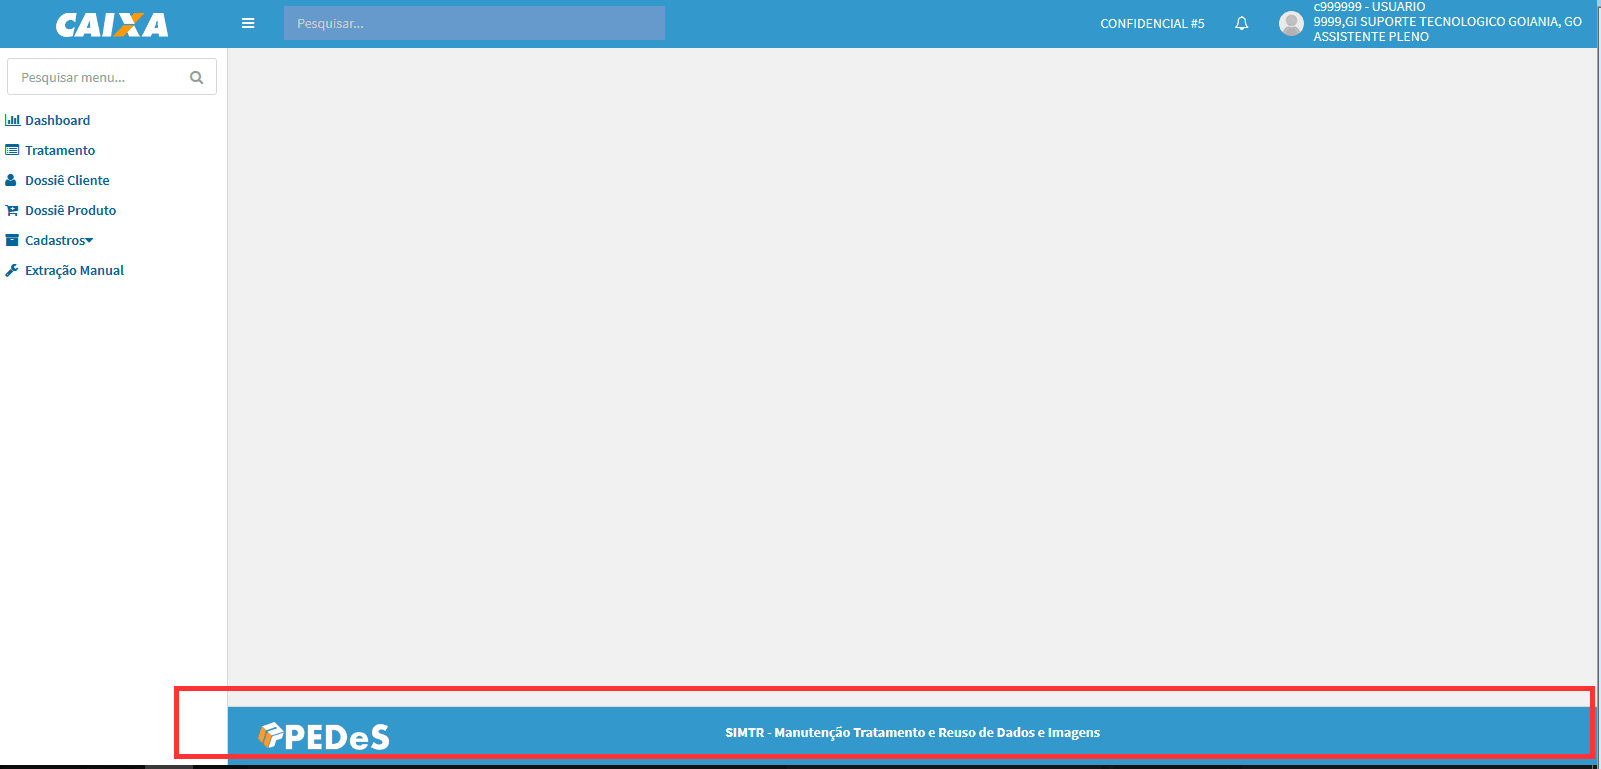 CAIXA
Pesquisar...
CONFIDENCIAL #5
c999999 - USUARIO
9999,GI SUPORTE TECNOLOGICO GOIANIA, GO
ASSISTENTE PLENO
Pesquisar menu...
Dashboard
Tratamento
Dossiê Cliente
Dossiê Produto
Cadastros
Extração Manual
PEDeS
SIMTR - Manutenção Tratamento e Reuso de Dados e Imagens